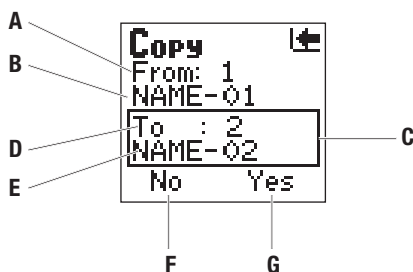 A
Copy
From: 1
B
NAME-01
To : 2
C
D
NAME-02
E
No Yes
F G